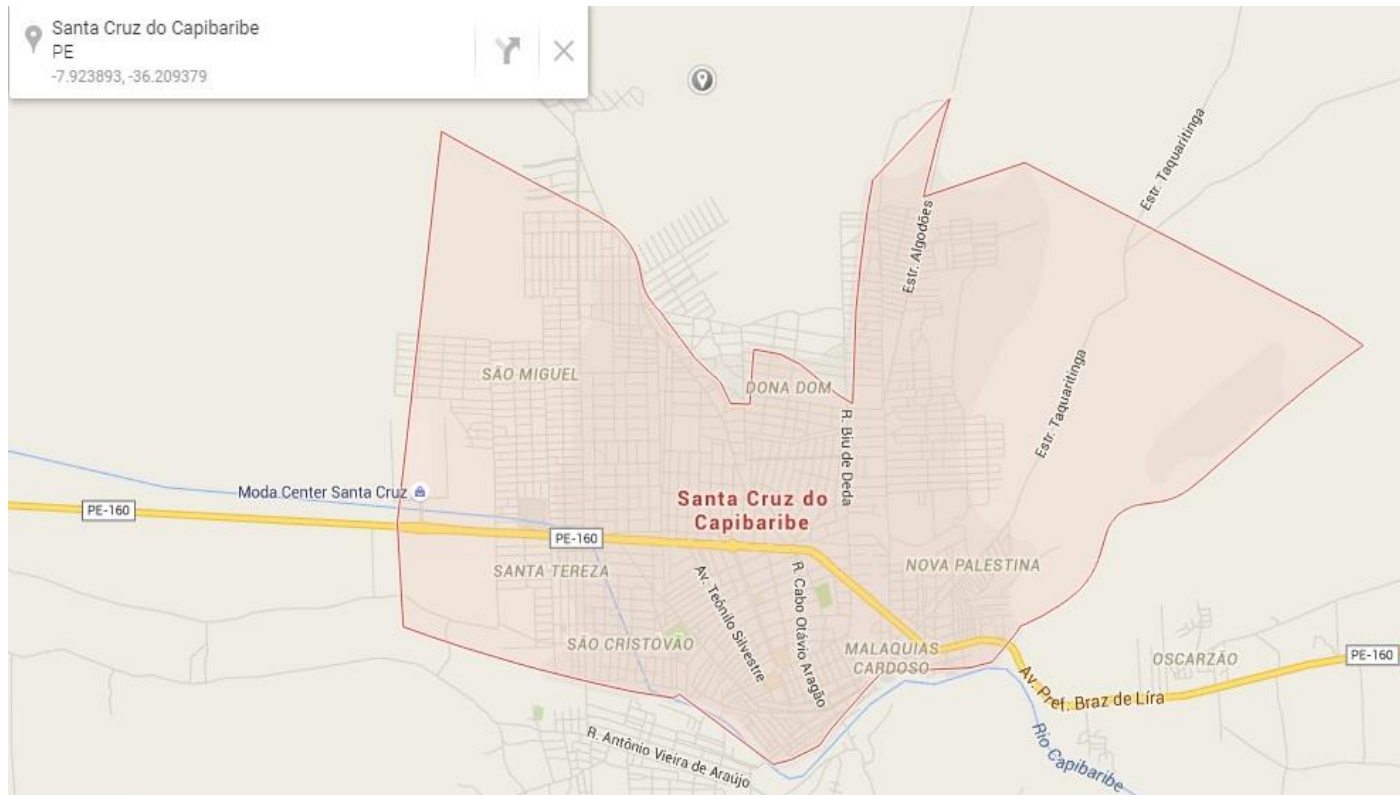 Santa Cruz do Capibaribe
PE
-7.923893, -36.209379
Estr. Taquaritinga
Estr. Algodões
SÃO MIGUEL
DONA DOM
Estr. Taquaritinga
R. Biu de Deda
Moda Center Santa Cruz
Santa Cruz do
Capibaribe
PE-160
PE-160
SANTA TEREZA
NOVA PALESTINA
Av. Teônilo Silvestre
R. Cabo Otávio Aragão
SÃO CRISTOVÃO
MALAQUIAS
CARDOSO
OSCARZÃO
PE-160
Av. Pref. Braz de Líra
R. Antônio Vieira de Araújo
Rio Capibaribe